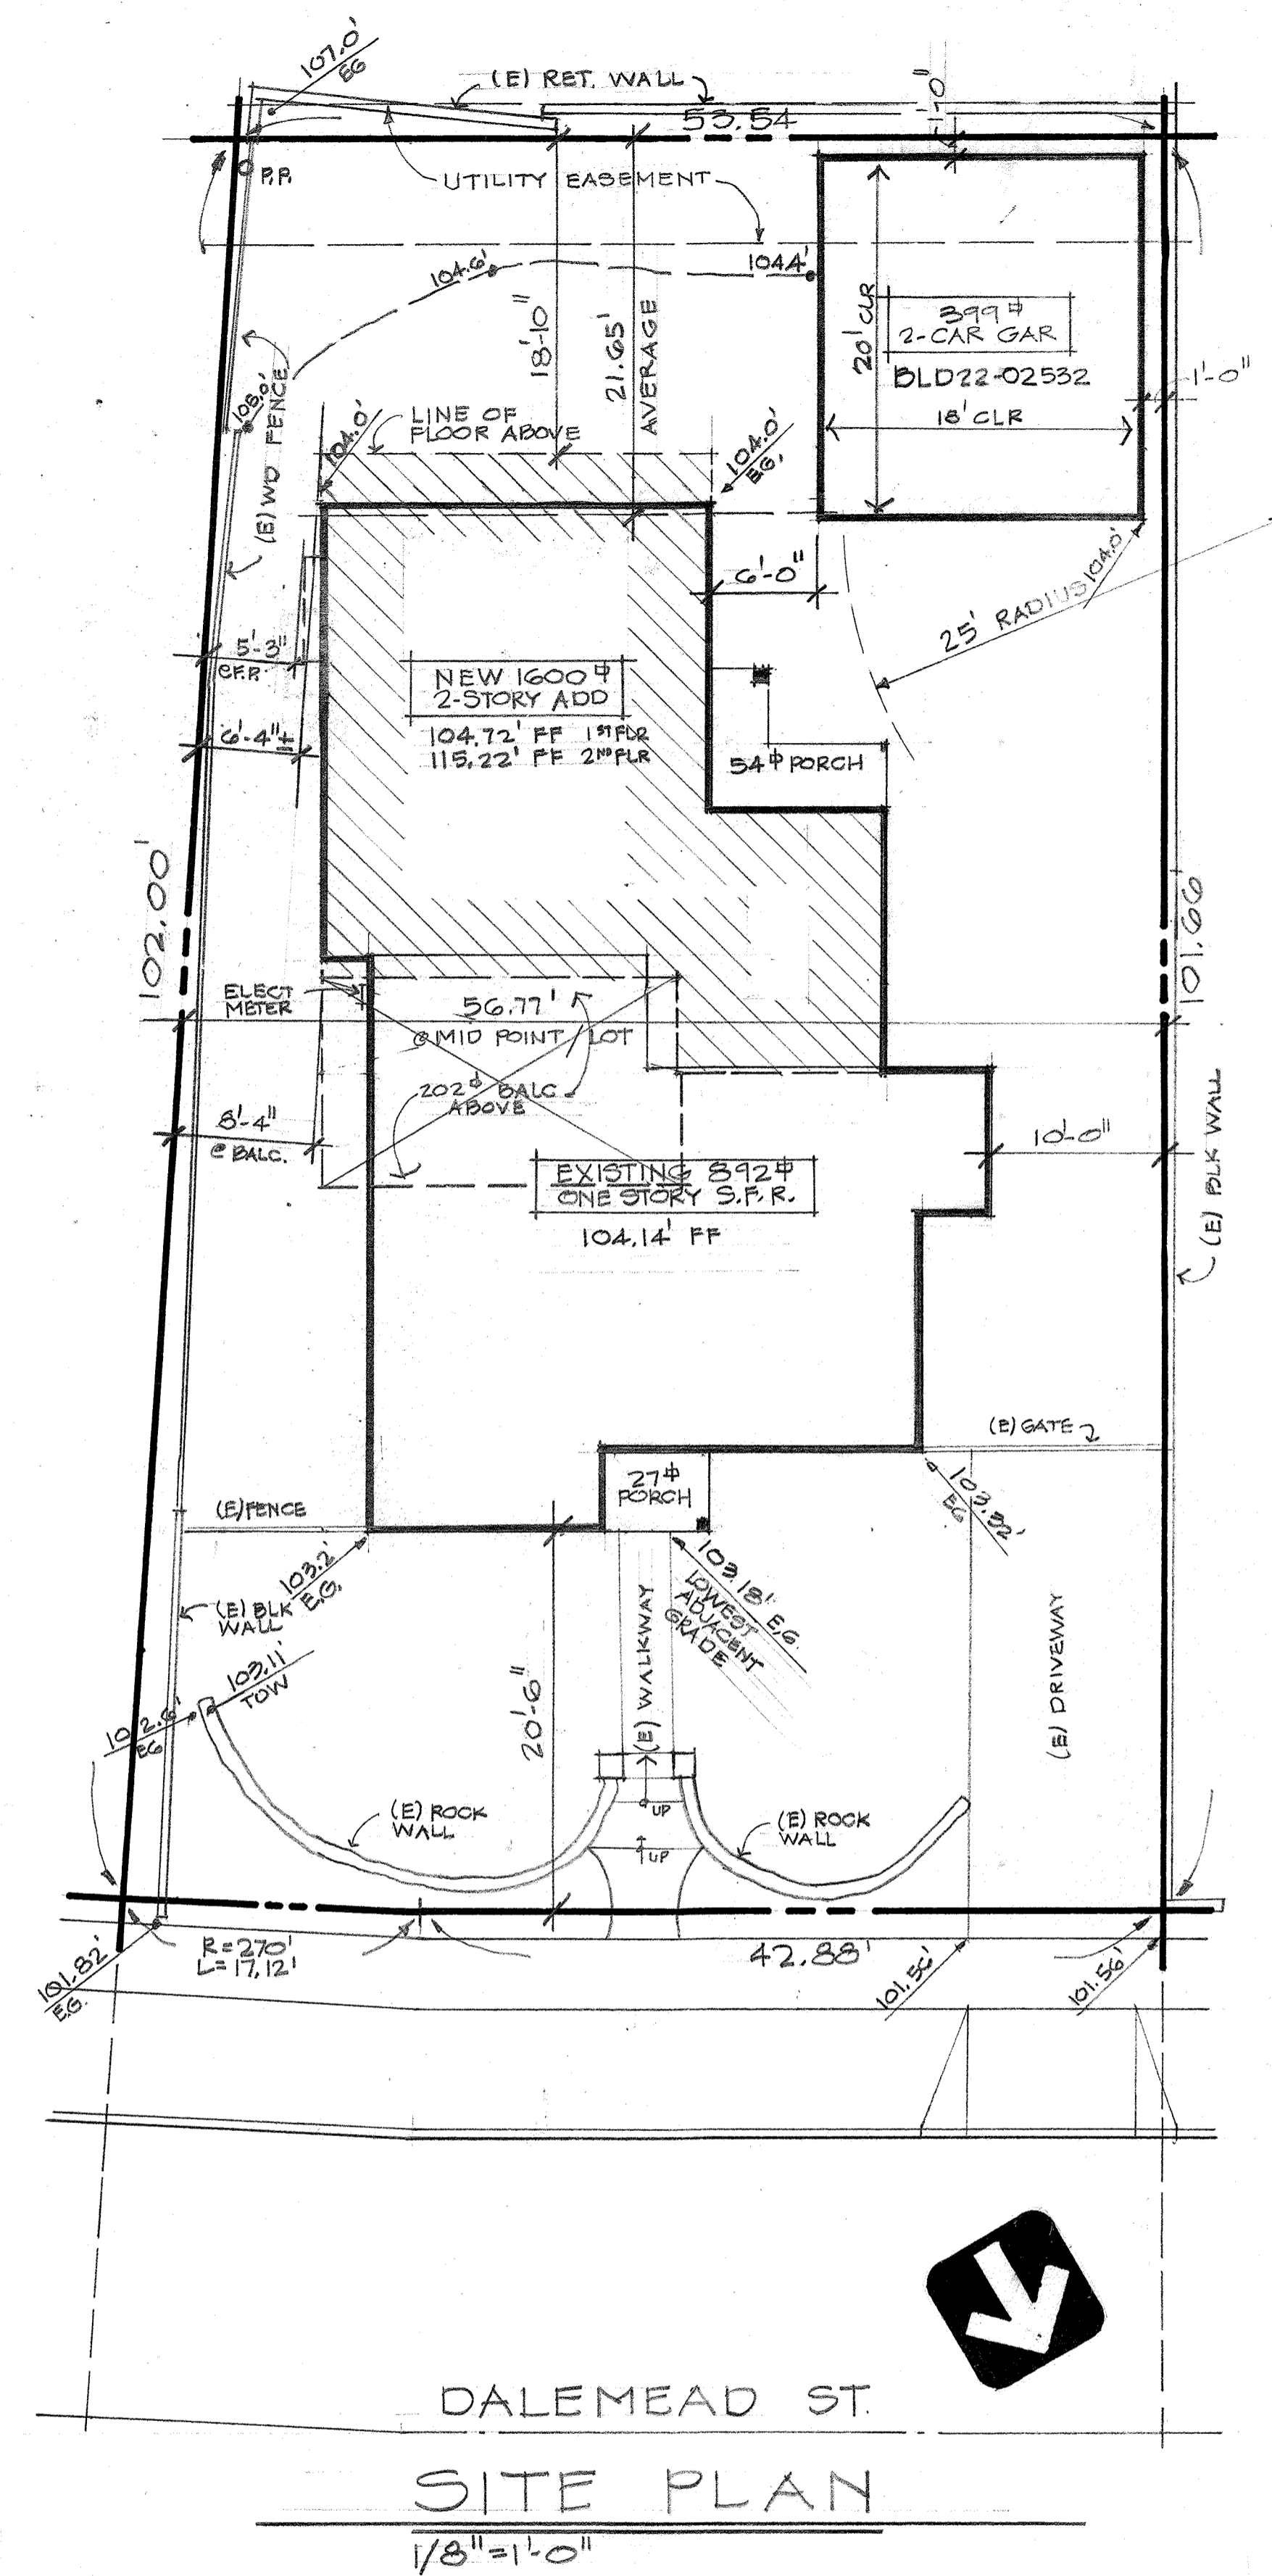 107.0'
EG
(E) RET. WALL
1'-0"
53.54
P.P.
UTILITY EASEMENT
104.6'
104.4'
18'-10"
21.65'
AVERAGE
20' CLR
399⌗
2-CAR GAR
BLD22-02532
18' CLR
1'-0"
(E) WD FENCE
LINE OF
FLOOR ABOVE
104.0'
104.0'
E.G.
6'-0"
25' RADIUS
104.0'
5'-3"
@F.P.
6'-4"±
NEW 1600⌗
2-STORY ADD
104.72' FF 1ST FLR
115.22' FF 2ND FLR
54⌗ PORCH
102.00'
101.66'
ELECT
METER
56.77'
@ MID POINT / LOT
202⌗ BALC
ABOVE
8'-4"
@ BALC.
10'-0"
(E) BLK WALL
EXISTING 892⌗
ONE STORY S.F.R.
104.14' FF
(E) GATE
27⌗
PORCH
(E) FENCE
103.32'
EG
103.2'
E.G.
103.18' E.G.
LOWEST
ADJACENT
GRADE
(E) BLK
WALL
(E) WALKWAY
(E) DRIVEWAY
103.11'
TOW
102.6'
EG
20'-6"
UP
UP
(E) ROCK
WALL
(E) ROCK
WALL
R=270'
L=17.12'
42.88'
101.82'
E.G.
101.56'
101.56'
DALEMEAD ST.
SITE PLAN
1/8"=1'-0"